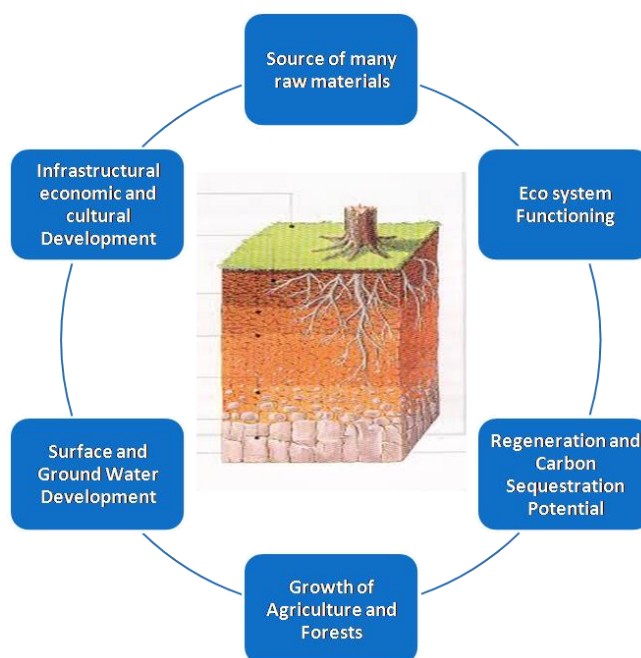 Source of many
raw materials
Eco system
Functioning
Regeneration and
Carbon
Sequestration
Potential
Growth of
Agriculture and
Forests
Surface and
Ground Water
Development
Infrastructural
economic and
cultural
Development